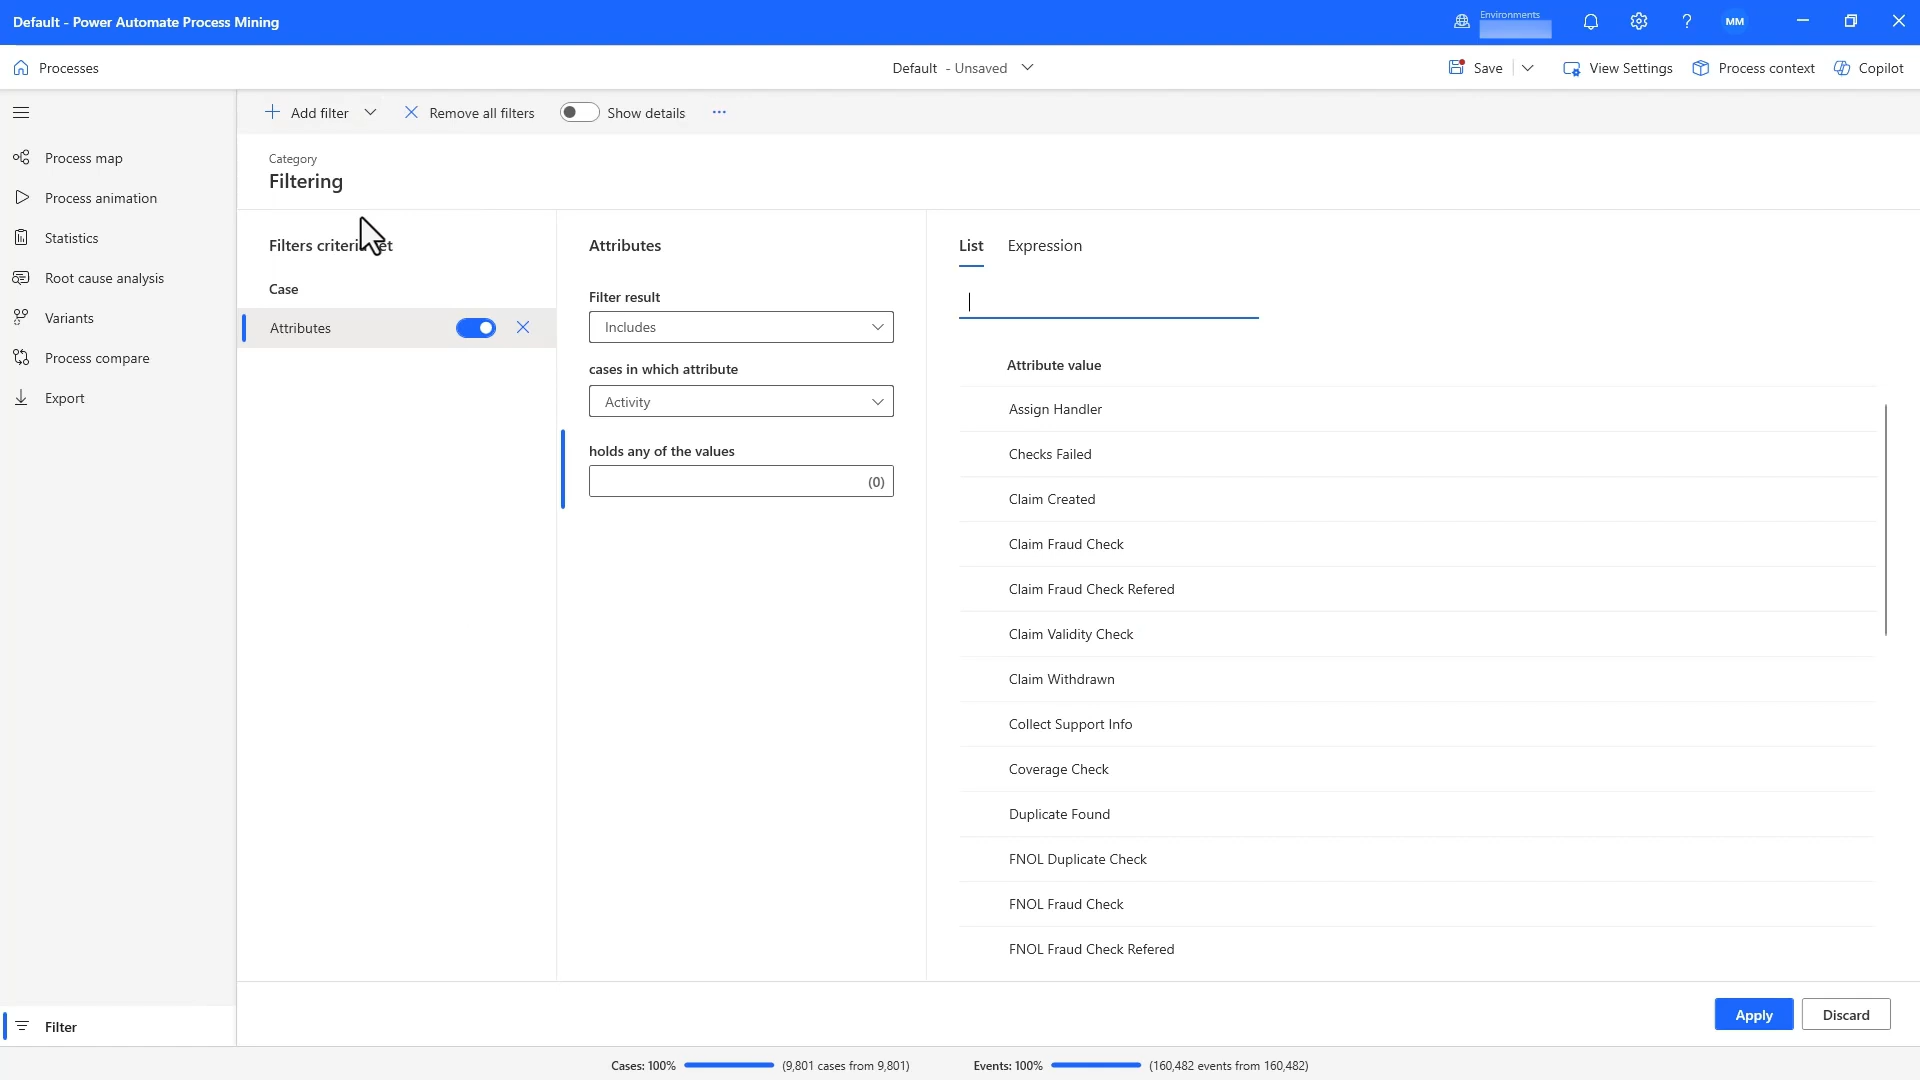 Default - Power Automate Process Mining
Environments
MM
Processes
Default - Unsaved
Save
View Settings
Process context
Copilot
Add filter
Remove all filters
Show details
Process map
Process animation
Statistics
Root cause analysis
Variants
Process compare
Export
Filter
Category
Filtering
Filters criteri et
Case
Attributes
Attributes
Filter result
Includes
cases in which attribute
Activity
holds any of the values
(0)
List Expression
Attribute value
Assign Handler
Checks Failed
Claim Created
Claim Fraud Check
Claim Fraud Check Refered
Claim Validity Check
Claim Withdrawn
Collect Support Info
Coverage Check
Duplicate Found
FNOL Duplicate Check
FNOL Fraud Check
FNOL Fraud Check Refered
Apply
Discard
Cases: 100% (9,801 cases from 9,801) Events: 100% (160,482 events from 160,482)